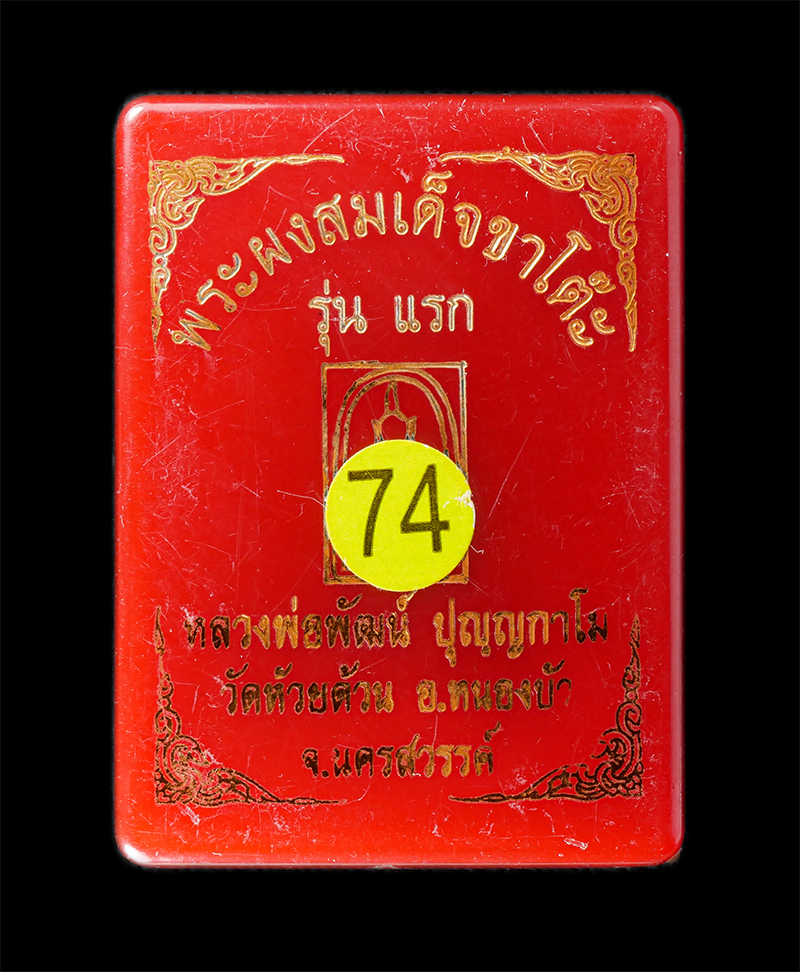 พระผงสมเด็จขาโต๊ะ
รุ่น แรก
74
หลวงพ่อพัฒน์ ปุญญกาโม
วัดห้วยด้วน อ.หนองบัว
จ.นครสวรรค์